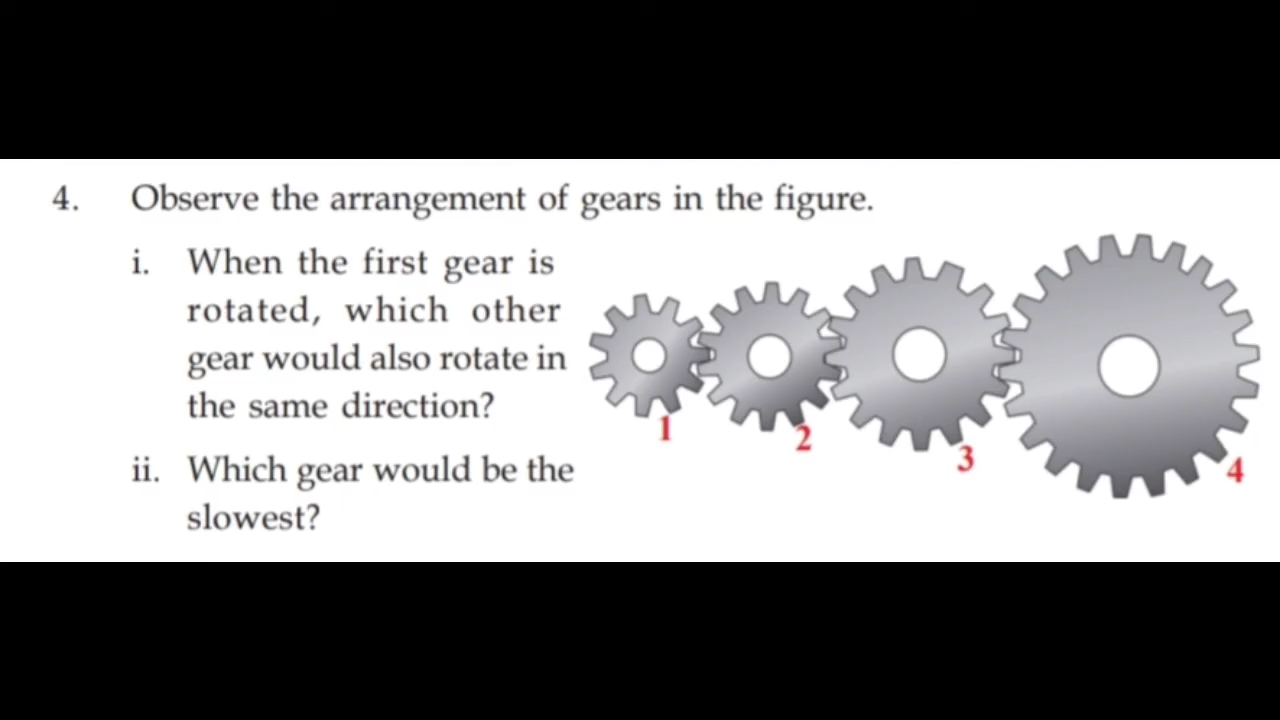 4. Observe the arrangement of gears in the figure.
i. When the first gear is
rotated, which other
gear would also rotate in
the same direction?
ii. Which gear would be the
slowest?
1
2
3
4